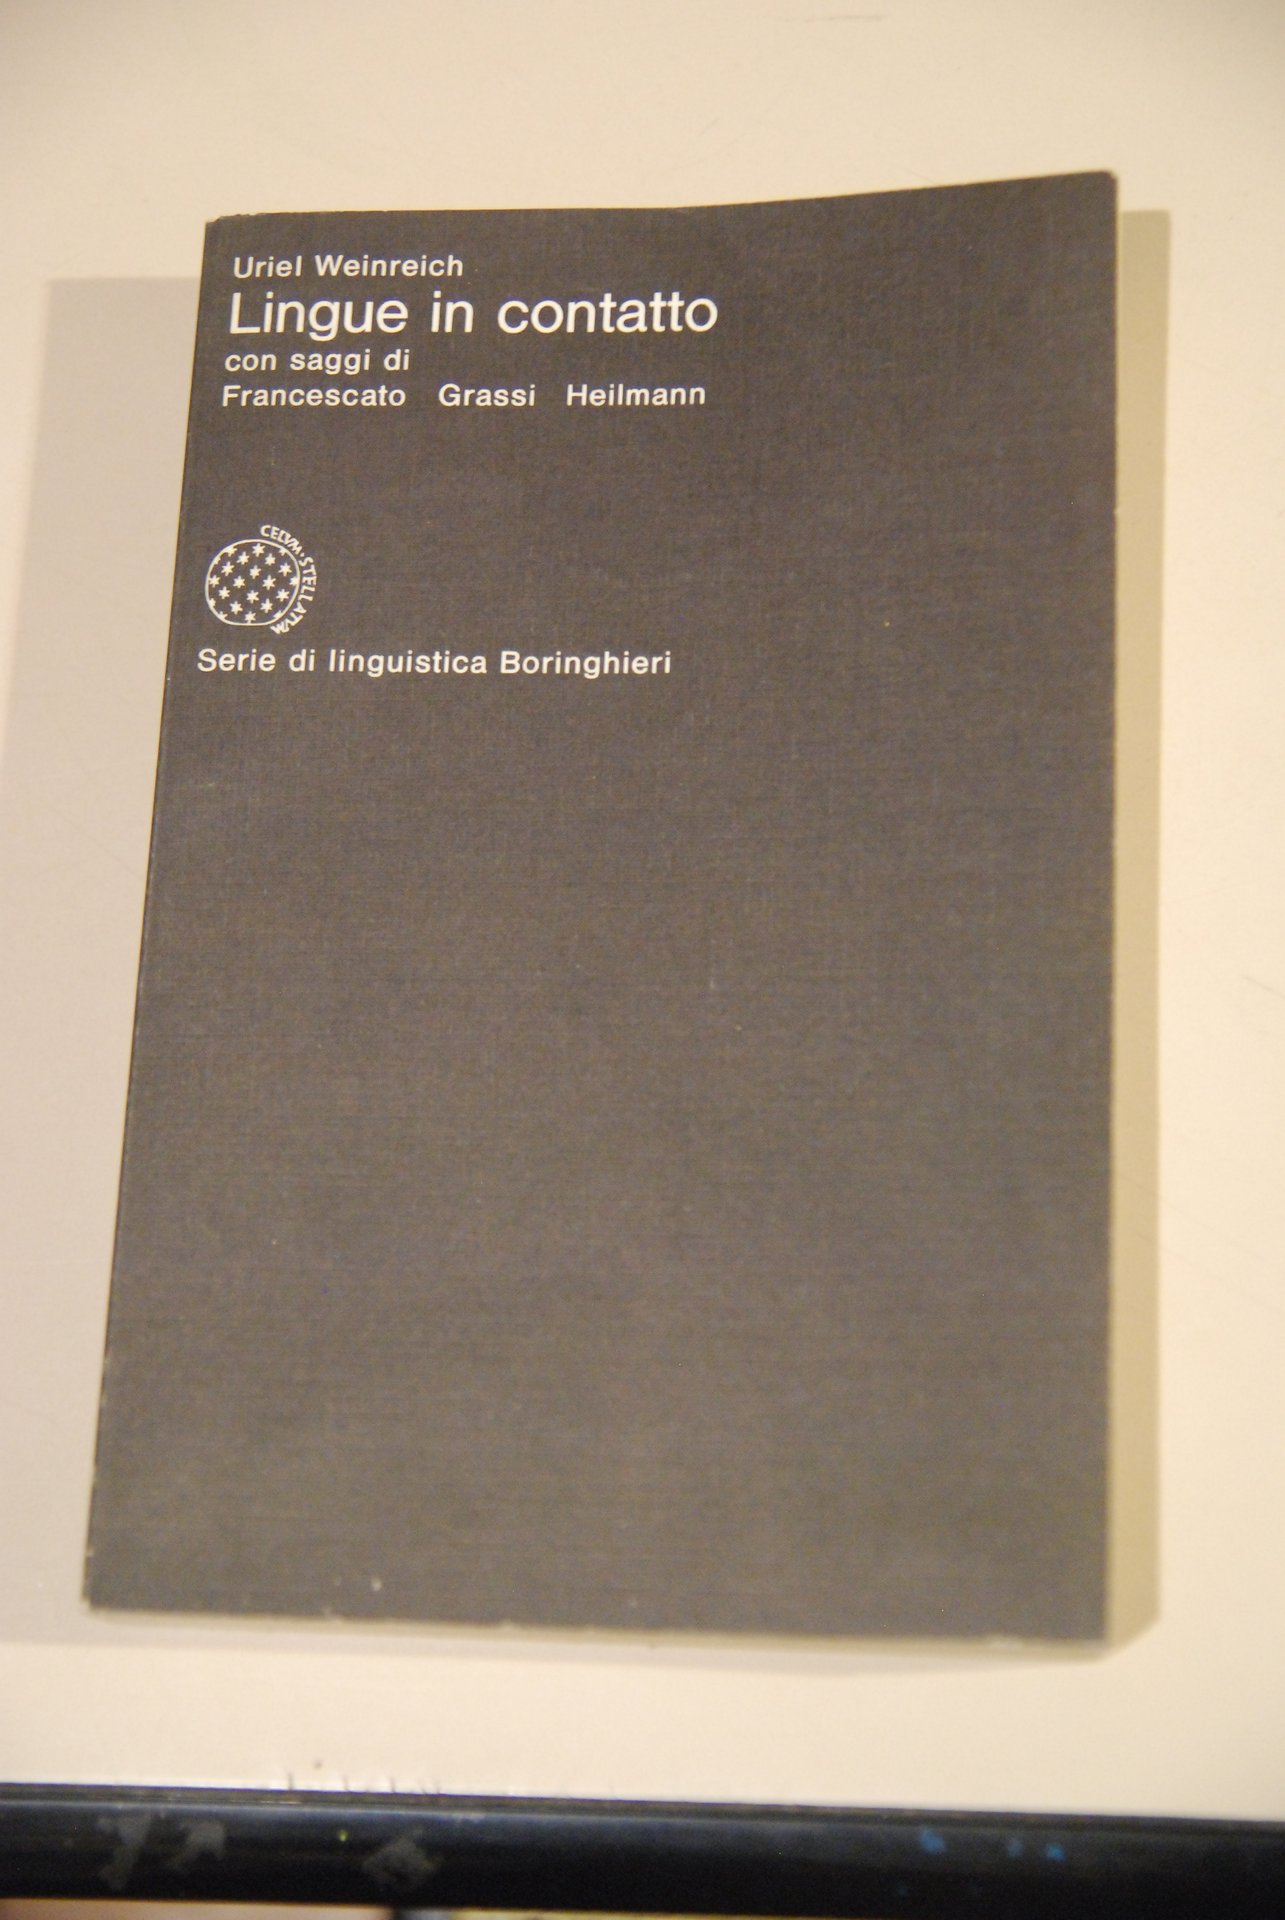 Uriel Weinreich
Lingue in contatto
con saggi di
Francescato Grassi Heilmann
CELVM · STELLATVM
Serie di linguistica Boringhieri